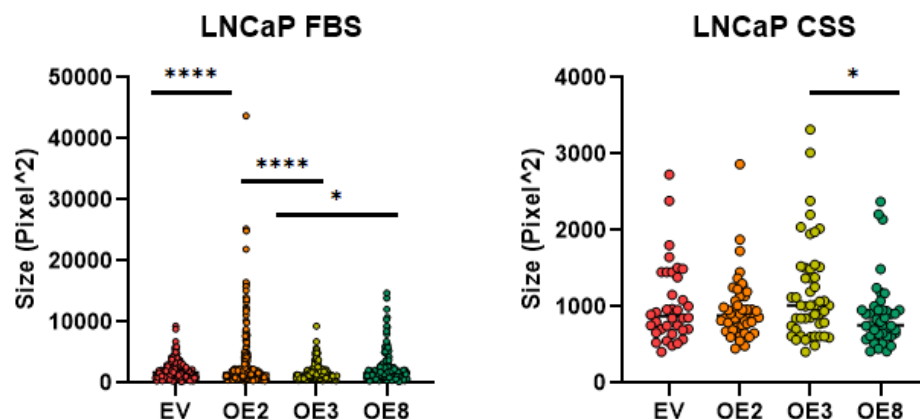 LNCaP FBS
****
****
*
Size (Pixel^2)
50000
40000
30000
20000
10000
0
EV OE2 OE3 OE8
LNCaP CSS
*
Size (Pixel^2)
4000
3000
2000
1000
0
EV OE2 OE3 OE8